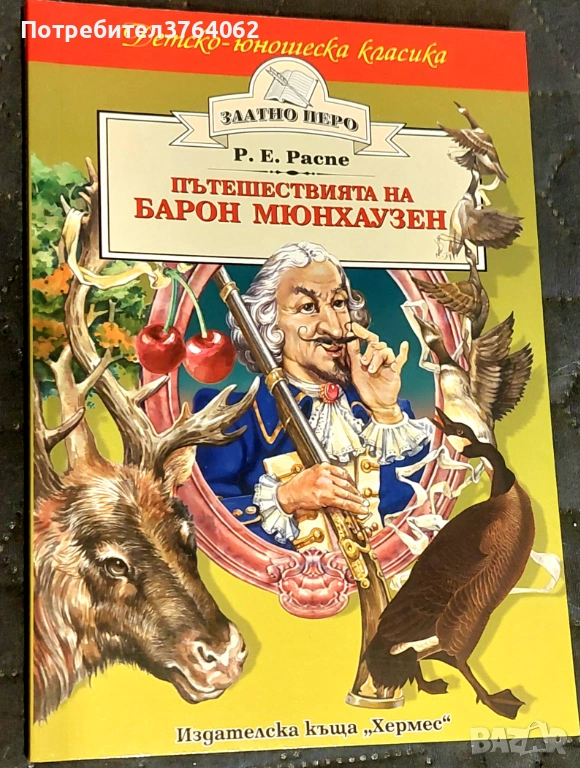 Потребител3764062
Детско-юношеска класика
ЗЛАТНО ПЕРО
Р. Е. Распе
ПЪТЕШЕСТВИЯТА НА
БАРОН МЮНХАУЗЕН
Издателска къща „Хермес“
BAZAR